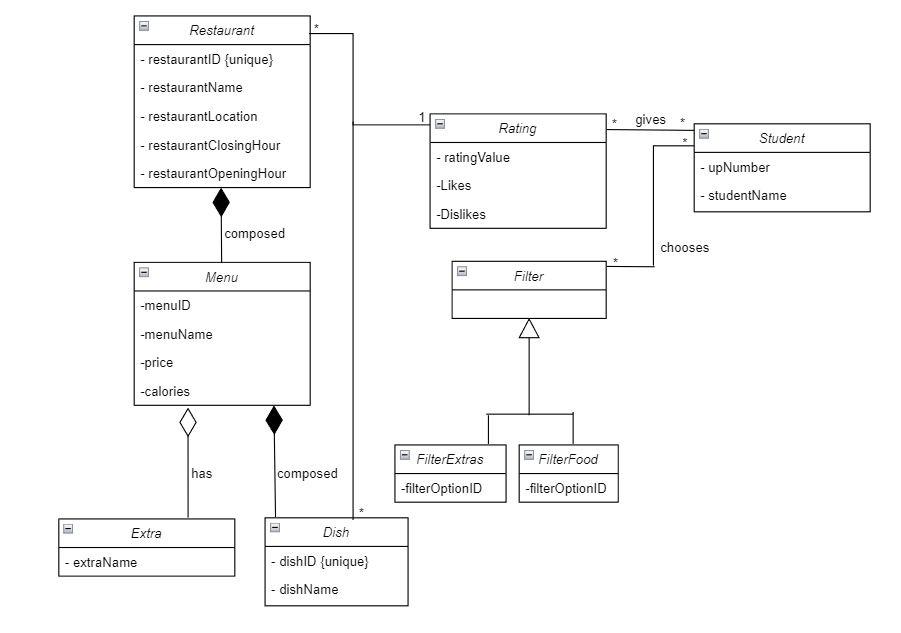 Restaurant
- restaurantID {unique}
- restaurantName
- restaurantLocation
- restaurantClosingHour
- restaurantOpeningHour
*
1
Rating
- ratingValue
-Likes
-Dislikes
*
gives
*
*
Student
- upNumber
- studentName
chooses
*
composed
Menu
-menuID
-menuName
-price
-calories
Filter
has
composed
FilterExtras
-filterOptionID
FilterFood
-filterOptionID
*
Extra
- extraName
Dish
- dishID {unique}
- dishName